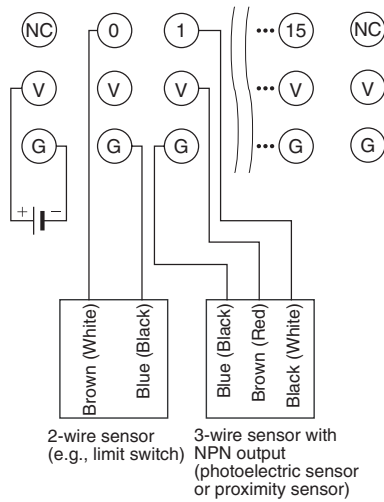 NC 0 1 ••• 15 NC
V V V ••• V V
G G G ••• G G
+ −
Brown (White)
Blue (Black)
Blue (Black)
Brown (Red)
Black (White)
2-wire sensor
(e.g., limit switch)
3-wire sensor with
NPN output
(photoelectric sensor
or proximity sensor)